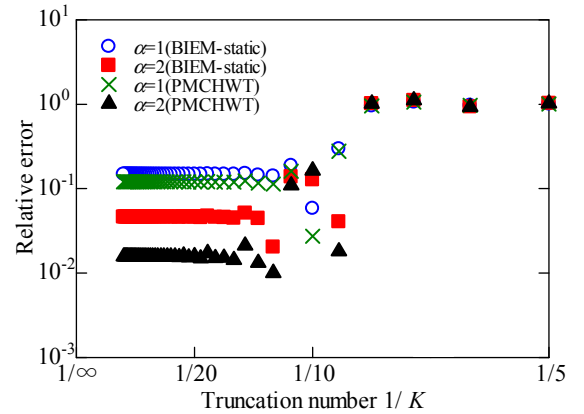 α=1(BIEM-static)
α=2(BIEM-static)
α=1(PMCHWT)
α=2(PMCHWT)
10^1
10^0
10^-1
10^-2
10^-3
Relative error
1/∞
1/20
1/10
1/5
Truncation number 1/ K